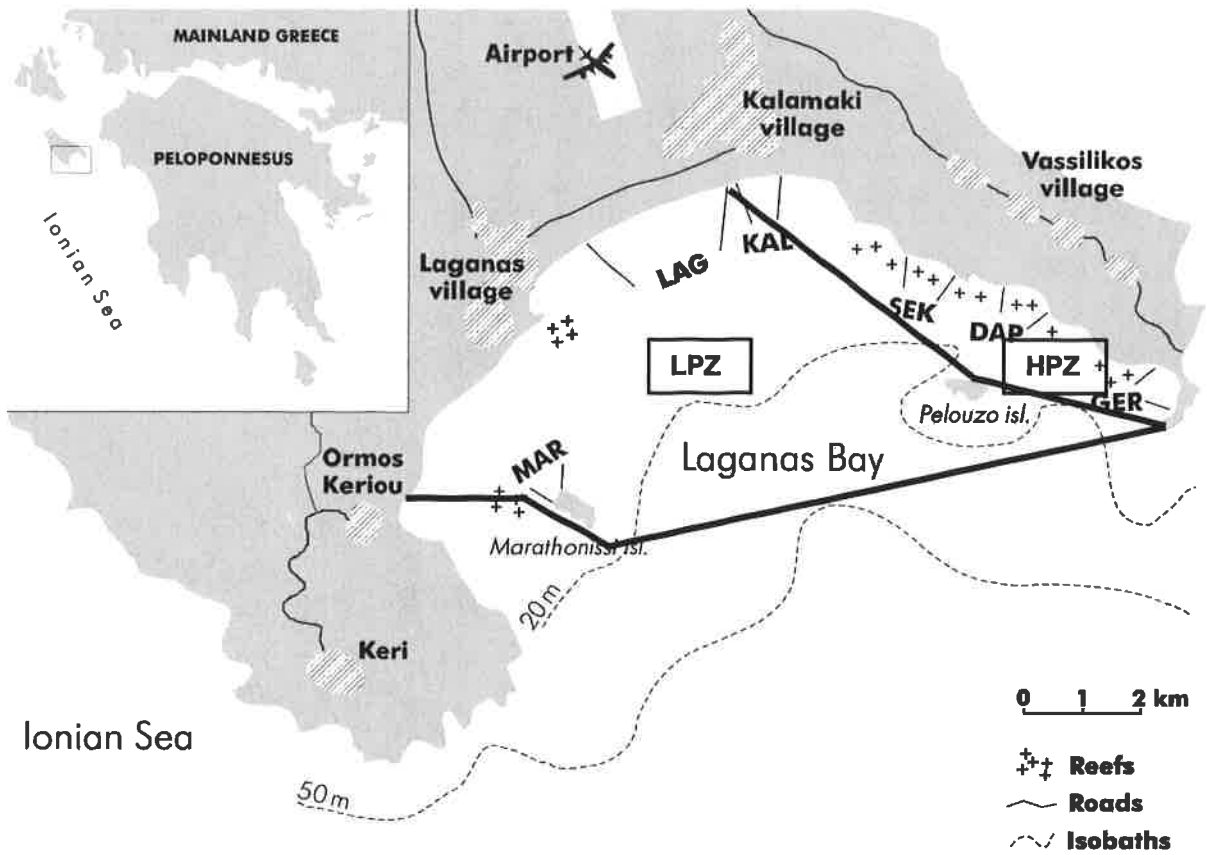 MAINLAND GREECE
PELOPONNESUS
Ionian Sea
Airport
Kalamaki
village
Vassilikos
village
Laganas
village
LAG
KAL
SEK
DAP
LPZ
HPZ
GER
Pelouzo isl.
Ormos
Keriou
MAR
Laganas Bay
Marathonissi isl.
20 m
Keri
Ionian Sea
50 m
0 1 2 km
Reefs
Roads
Isobaths